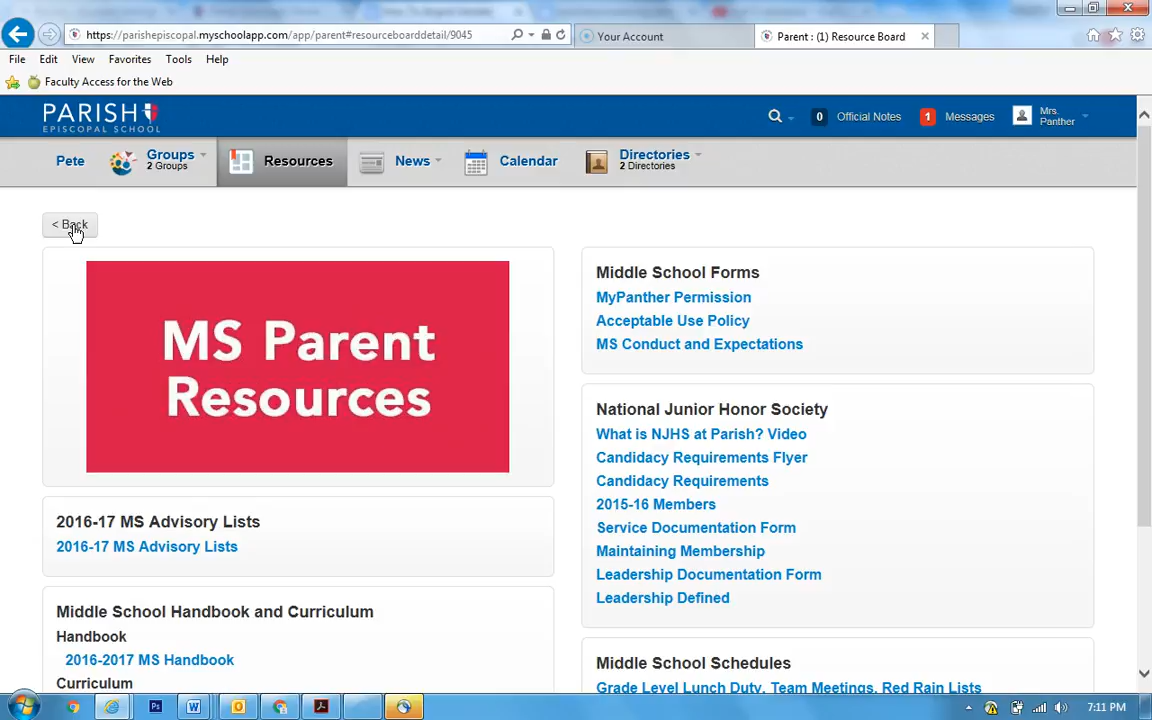 https://parishepiscopal.myschoolapp.com/app/parent#resourceboarddetail/9045
Your Account
Parent : (1) Resource Board
File Edit View Favorites Tools Help
Faculty Access for the Web
PARISH
EPISCOPAL SCHOOL
0 Official Notes
1 Messages
Mrs.
Panther
Pete
Groups
2 Groups
Resources
News
Calendar
Directories
2 Directories
< Back
MS Parent
Resources
2016-17 MS Advisory Lists
2016-17 MS Advisory Lists
Middle School Handbook and Curriculum
Handbook
2016-2017 MS Handbook
Curriculum
Middle School Forms
MyPanther Permission
Acceptable Use Policy
MS Conduct and Expectations
National Junior Honor Society
What is NJHS at Parish? Video
Candidacy Requirements Flyer
Candidacy Requirements
2015-16 Members
Service Documentation Form
Maintaining Membership
Leadership Documentation Form
Leadership Defined
Middle School Schedules
Grade Level Lunch Duty, Team Meetings, Red Rain Lists
7:11 PM